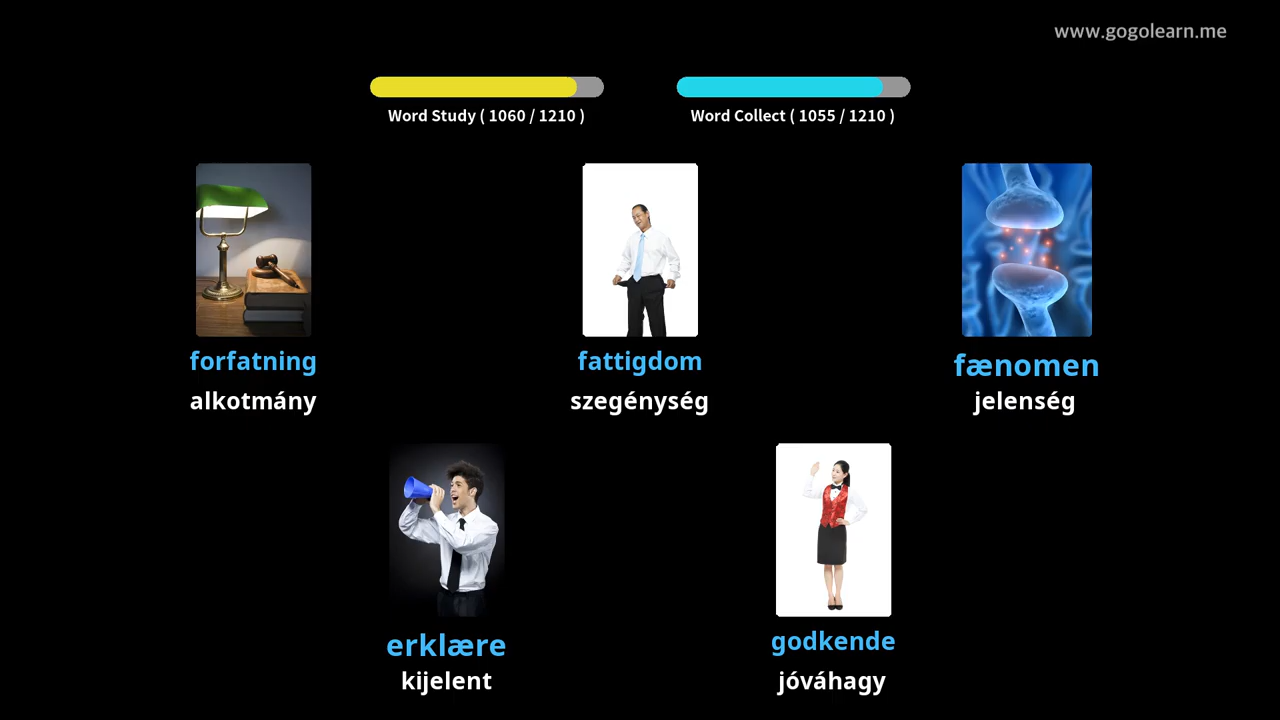 www.gogolearn.me
Word Study ( 1060 / 1210 )
Word Collect ( 1055 / 1210 )
forfatning
alkotmány
fattigdom
szegénység
fænomen
jelenség
erklære
kijelent
godkende
jóváhagy